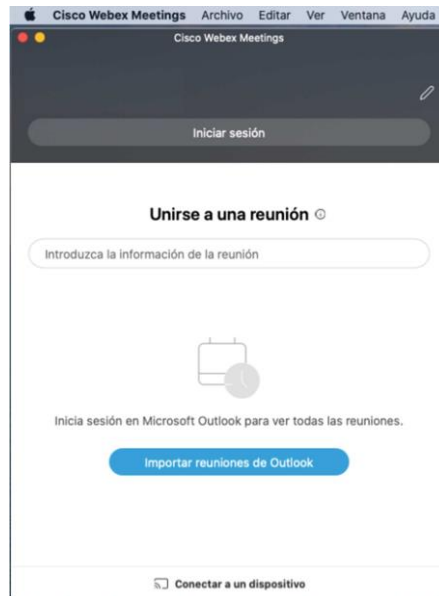 Cisco Webex Meetings Archivo Editar Ver Ventana Ayuda
Cisco Webex Meetings
Iniciar sesión
Unirse a una reunión
Introduzca la información de la reunión
Inicia sesión en Microsoft Outlook para ver todas las reuniones.
Importar reuniones de Outlook
Conectar a un dispositivo